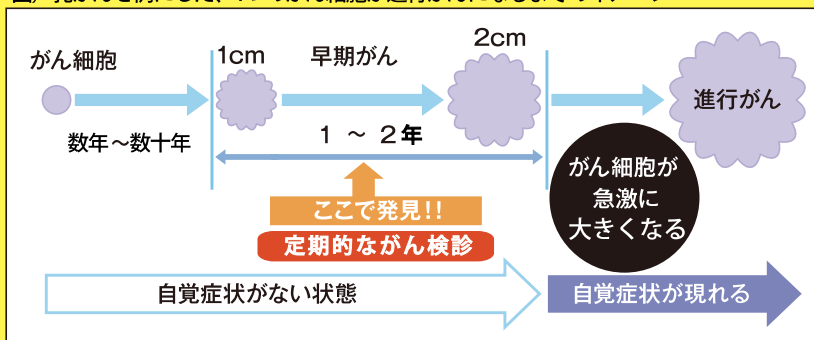 がん細胞
1cm
早期がん
2cm
進行がん
数年～数十年
1 ～ 2年
がん細胞が
急激に
大きくなる
ここで発見!!
定期的ながん検診
自覚症状がない状態
自覚症状が現れる